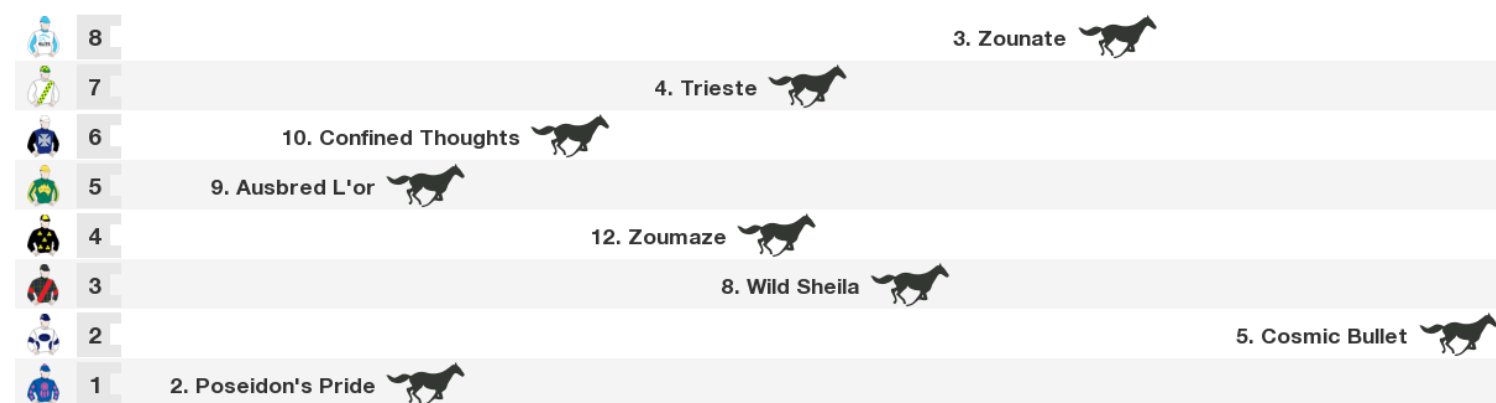 8 3. Zounate
7 4. Trieste
6 10. Confined Thoughts
5 9. Ausbred L'or
4 12. Zoumaze
3 8. Wild Sheila
2 5. Cosmic Bullet
1 2. Poseidon's Pride